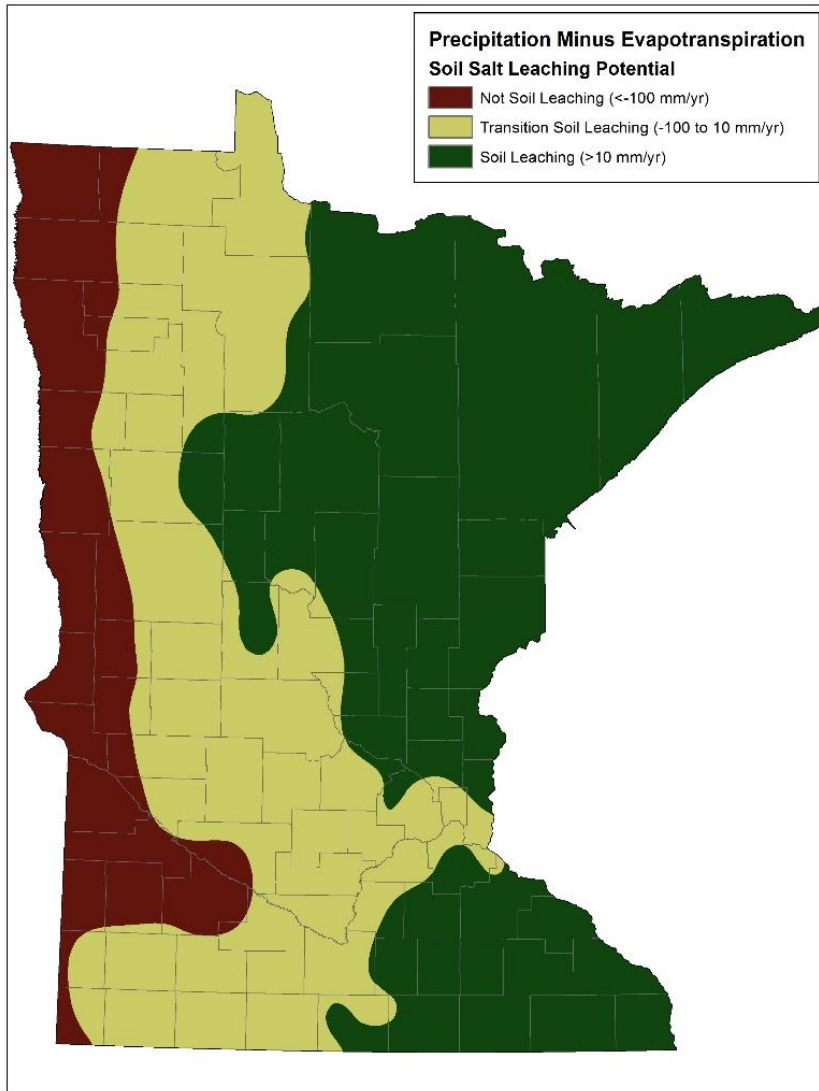 Precipitation Minus Evapotranspiration
Soil Salt Leaching Potential
Not Soil Leaching (<-100 mm/yr)
Transition Soil Leaching (-100 to 10 mm/yr)
Soil Leaching (>10 mm/yr)